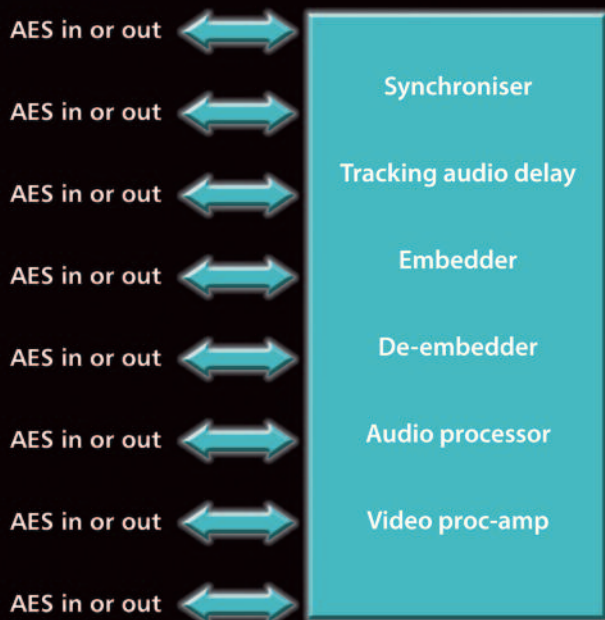 AES in or out
Synchroniser
AES in or out
Tracking audio delay
AES in or out
Embedder
AES in or out
De-embedder
AES in or out
Audio processor
AES in or out
Video proc-amp
AES in or out
AES in or out